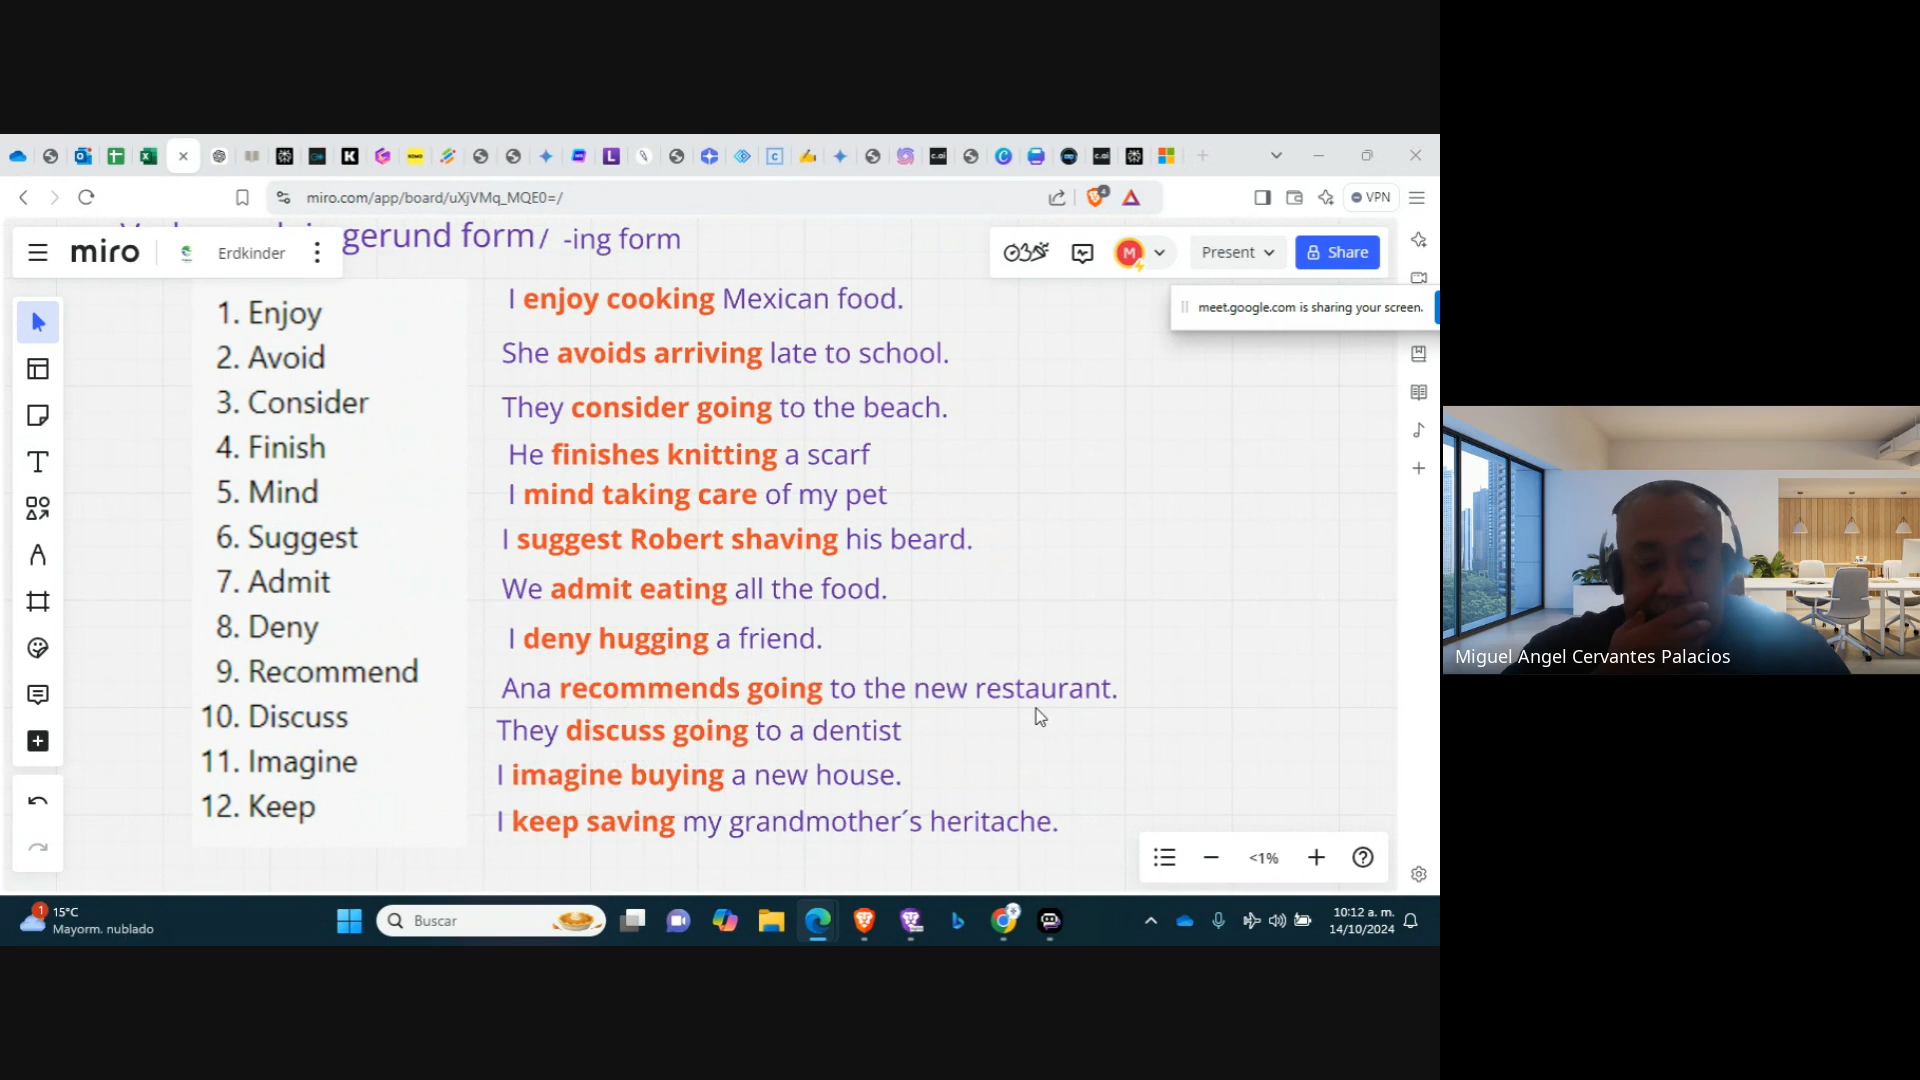 miro.com/app/board/uXjVMq_MQE0=/
VPN
gerund form / -ing form
miro
Erdkinder
M
Present
Share
meet.google.com is sharing your screen.
1. Enjoy
I enjoy cooking Mexican food.
2. Avoid
She avoids arriving late to school.
3. Consider
They consider going to the beach.
4. Finish
He finishes knitting a scarf
5. Mind
I mind taking care of my pet
6. Suggest
I suggest Robert shaving his beard.
7. Admit
We admit eating all the food.
8. Deny
I deny hugging a friend.
9. Recommend
Ana recommends going to the new restaurant.
10. Discuss
They discuss going to a dentist
11. Imagine
I imagine buying a new house.
12. Keep
I keep saving my grandmother´s heritache.
<1%
Miguel Angel Cervantes Palacios
1
15°C
Mayorm. nublado
Buscar
10:12 a. m.
14/10/2024